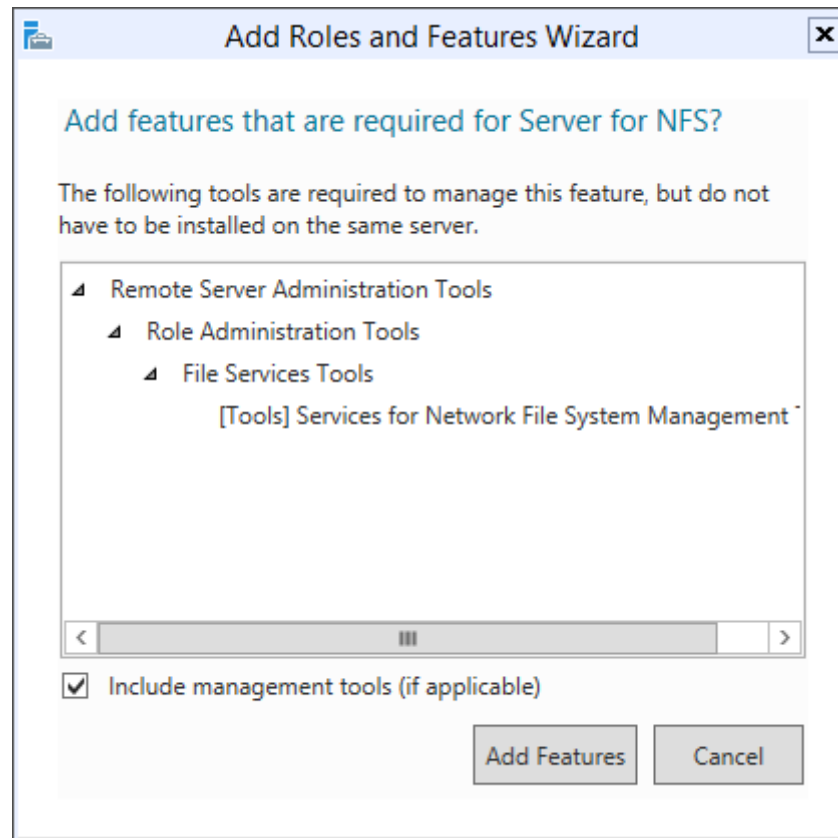 Add Roles and Features Wizard
Add features that are required for Server for NFS?
The following tools are required to manage this feature, but do not
have to be installed on the same server.
Remote Server Administration Tools
Role Administration Tools
File Services Tools
[Tools] Services for Network File System Management
Include management tools (if applicable)
Add Features Cancel